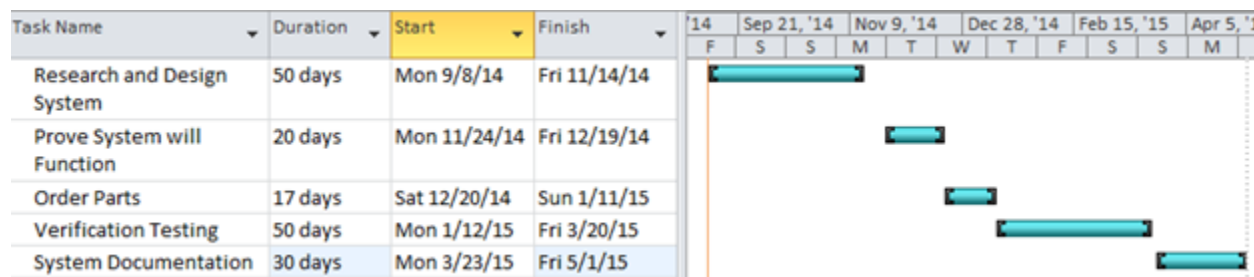 Task Name Duration Start Finish '14 Sep 21, '14 Nov 9, '14 Dec 28, '14 Feb 15, '15 Apr 5, '1
F S S M T W T F S S M
Research and Design 50 days Mon 9/8/14 Fri 11/14/14
System
Prove System will 20 days Mon 11/24/14 Fri 12/19/14
Function
Order Parts 17 days Sat 12/20/14 Sun 1/11/15
Verification Testing 50 days Mon 1/12/15 Fri 3/20/15
System Documentation 30 days Mon 3/23/15 Fri 5/1/15